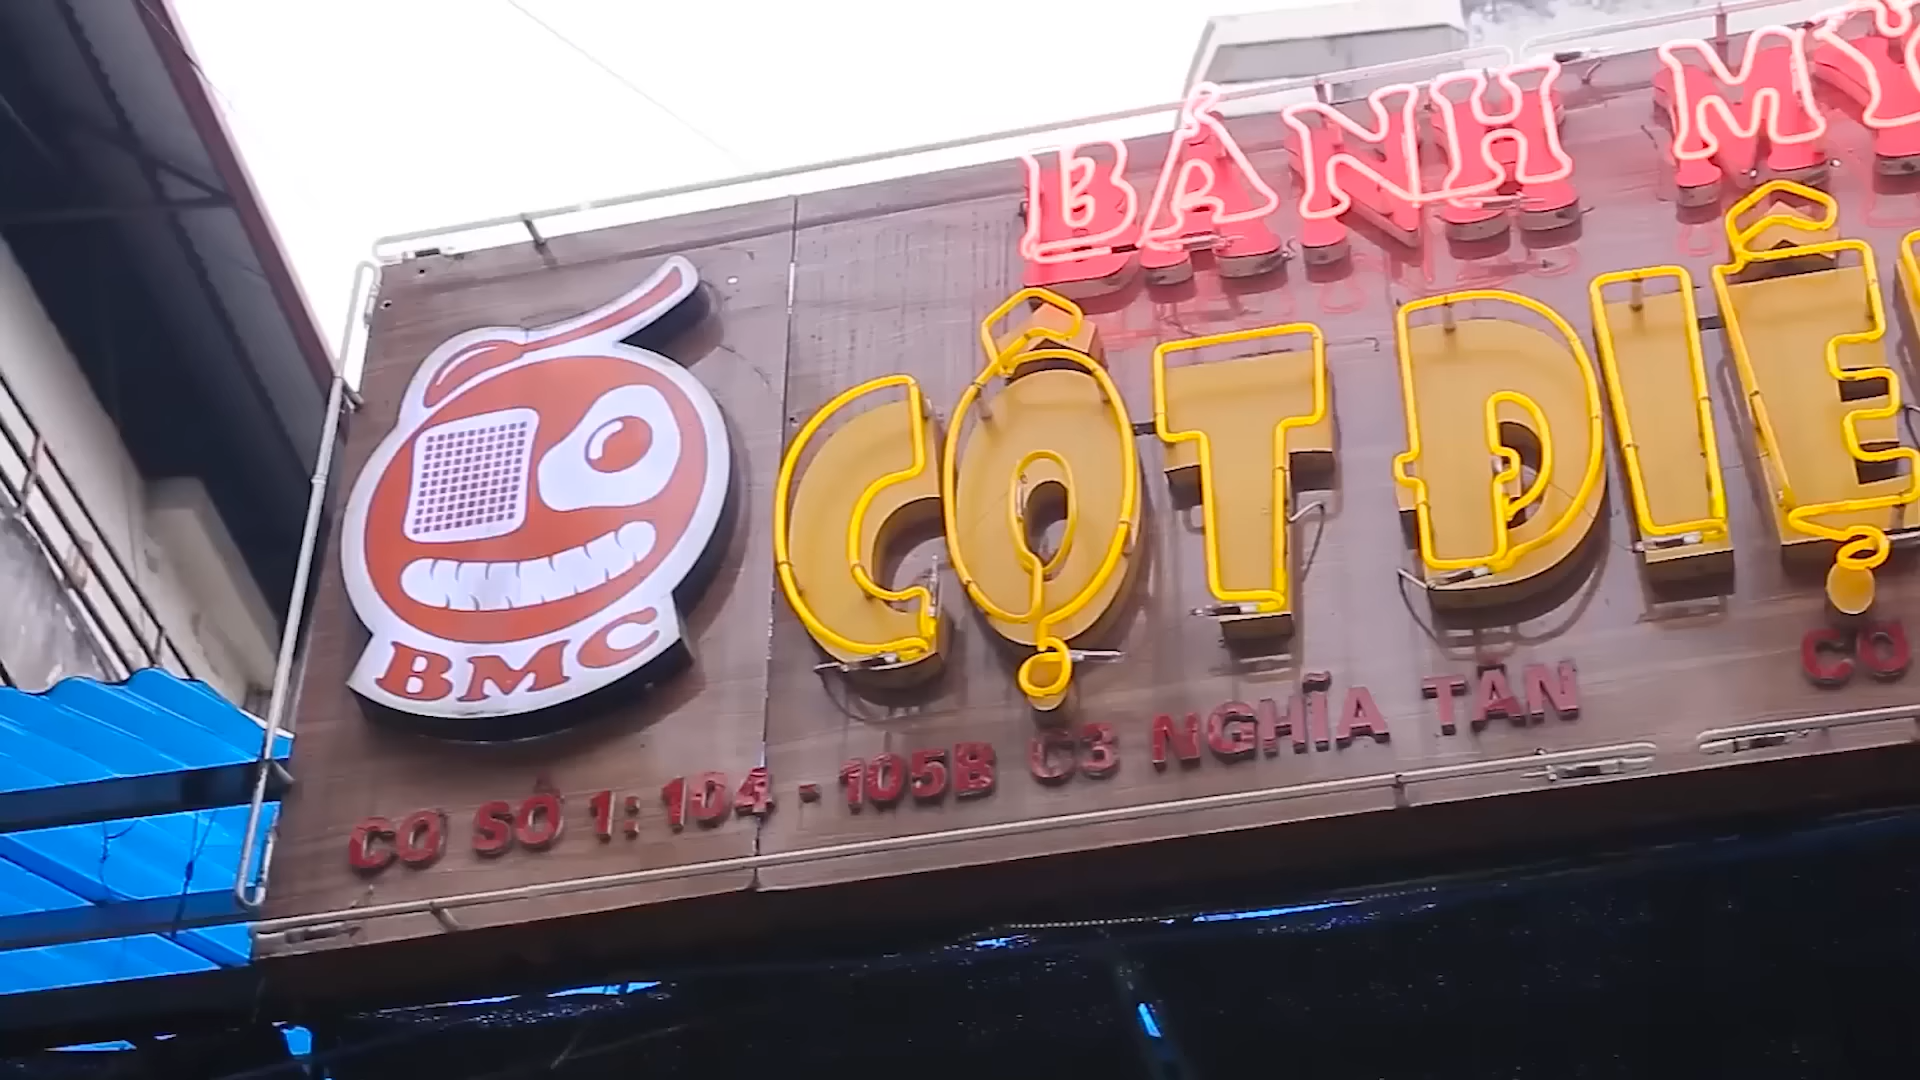 BÁNH MỲ
CỘT ĐIỆ
BMC
CƠ SỞ 1: 104 - 105B C3 NGHĨA TÂN
CƠ